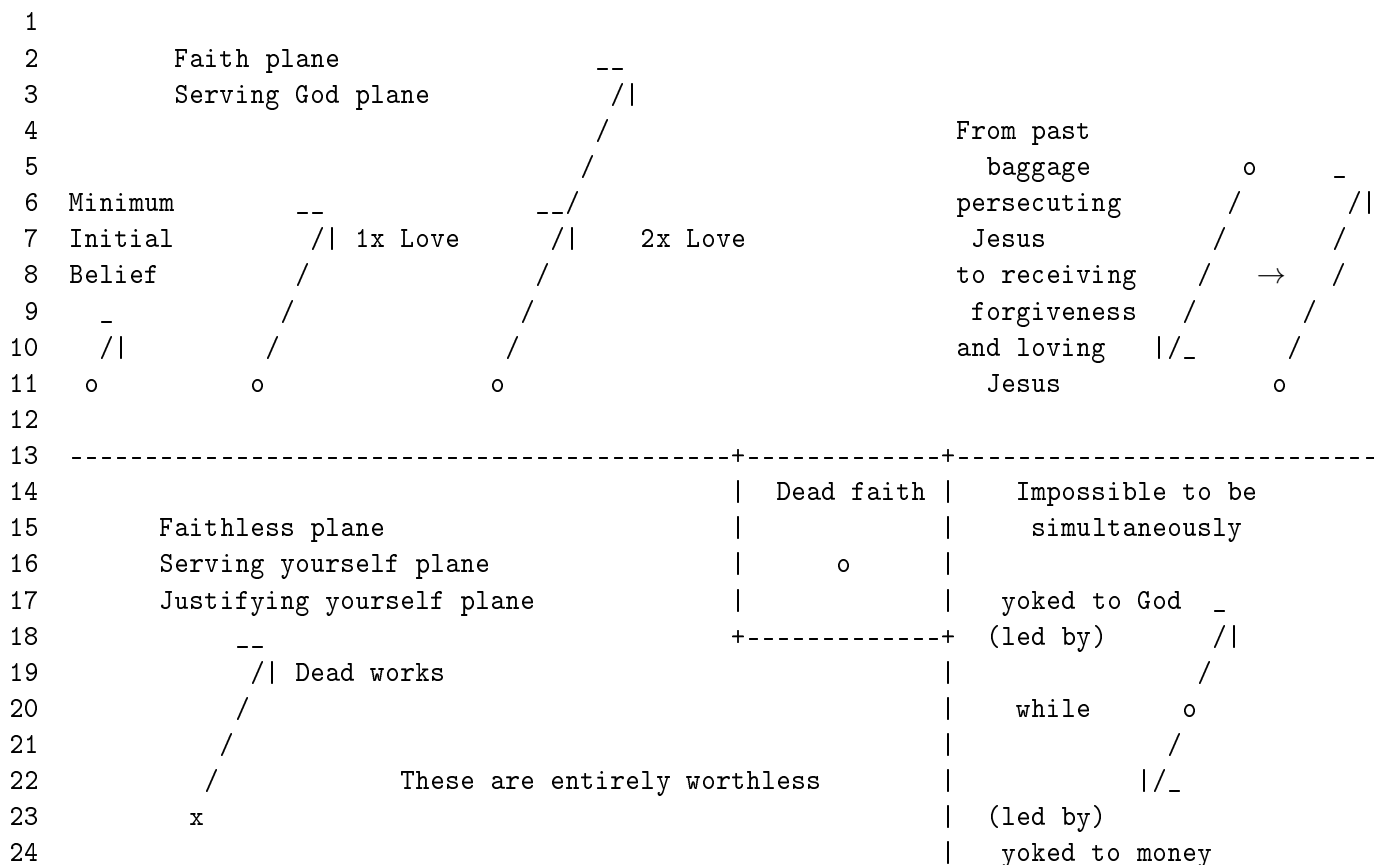 1
2         Faith plane                 __
3         Serving God plane            /|
4                                     /                       From past
5                                    /                          baggage         o     _
6  Minimum        __              __/                         persecuting      /       /|
7  Initial         /| 1x Love      /|    2x Love               Jesus          /       /
8  Belief         /               /                           to receiving   /   →   /
9    _           /               /                             forgiveness  /       /
10    /|         /               /                            and loving   |/_      /
11   o          o               o                               Jesus              o
12
13  --------------------------------------------+-------------+----------------------------
14                                              |  Dead faith |    Impossible to be
15        Faithless plane                       |             |     simultaneously
16        Serving yourself plane                |      o      |
17        Justifying yourself plane             |             |   yoked to God  _
18             __                               +-------------+  (led by)       /|
19              /| Dead works                                 |                /
20             /                                              |    while      o
21            /                                               |              /
22           /            These are entirely worthless        |            |/_
23          x                                                 |  (led by)
24                                                            |   yoked to money